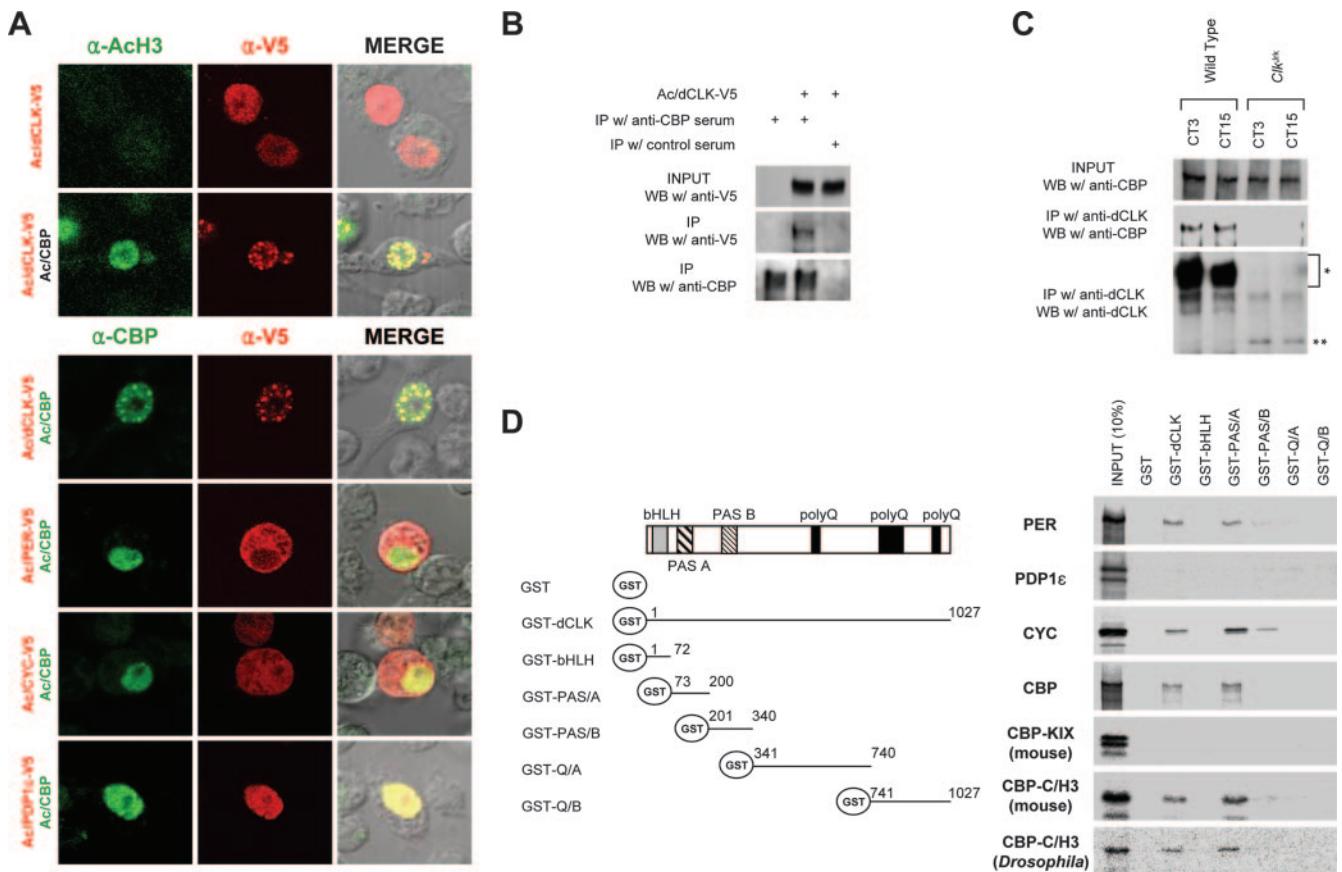 A
α-AcH3 α-V5 MERGE
Ac/dCLK-V5
Ac/dCLK-V5
Ac/CBP
α-CBP α-V5 MERGE
Ac/dCLK-V5
Ac/CBP
Ac/PER-V5
Ac/CBP
Ac/CYC-V5
Ac/CBP
Ac/PDP1ε-V5
Ac/CBP
B
Ac/dCLK-V5 + +
IP w/ anti-CBP serum + +
IP w/ control serum +
INPUT
WB w/ anti-V5
IP
WB w/ anti-V5
IP
WB w/ anti-CBP
C
Wild Type Clkᴶʳᵏ
CT3 CT15 CT3 CT15
INPUT
WB w/ anti-CBP
IP w/ anti-dCLK
WB w/ anti-CBP
IP w/ anti-dCLK
WB w/ anti-dCLK
*
**
D
bHLH PAS B polyQ polyQ polyQ
PAS A
GST GST
GST-dCLK GST 1 1027
GST-bHLH GST 1 72
GST-PAS/A GST 73 200
GST-PAS/B GST 201 340
GST-Q/A GST 341 740
GST-Q/B GST 741 1027
INPUT (10%) GST GST-dCLK GST-bHLH GST-PAS/A GST-PAS/B GST-Q/A GST-Q/B
PER
PDP1ε
CYC
CBP
CBP-KIX
(mouse)
CBP-C/H3
(mouse)
CBP-C/H3
(Drosophila)